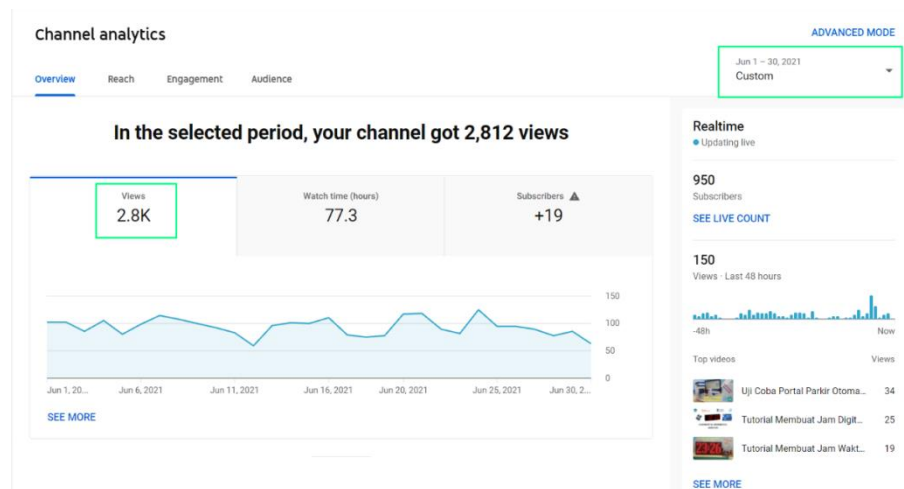 Channel analytics
ADVANCED MODE
Jun 1 – 30, 2021
Custom
Overview Reach Engagement Audience
In the selected period, your channel got 2,812 views
Views
2.8K
Watch time (hours)
77.3
Subscribers
+19
150
100
50
0
Jun 1, 20... Jun 6, 2021 Jun 11, 2021 Jun 16, 2021 Jun 20, 2021 Jun 25, 2021 Jun 30, 2...
SEE MORE
Realtime
Updating live
950
Subscribers
SEE LIVE COUNT
150
Views · Last 48 hours
-48h Now
Top videos Views
Uji Coba Portal Parkir Otoma... 34
Tutorial Membuat Jam Digit... 25
Tutorial Membuat Jam Wakt... 19
SEE MORE